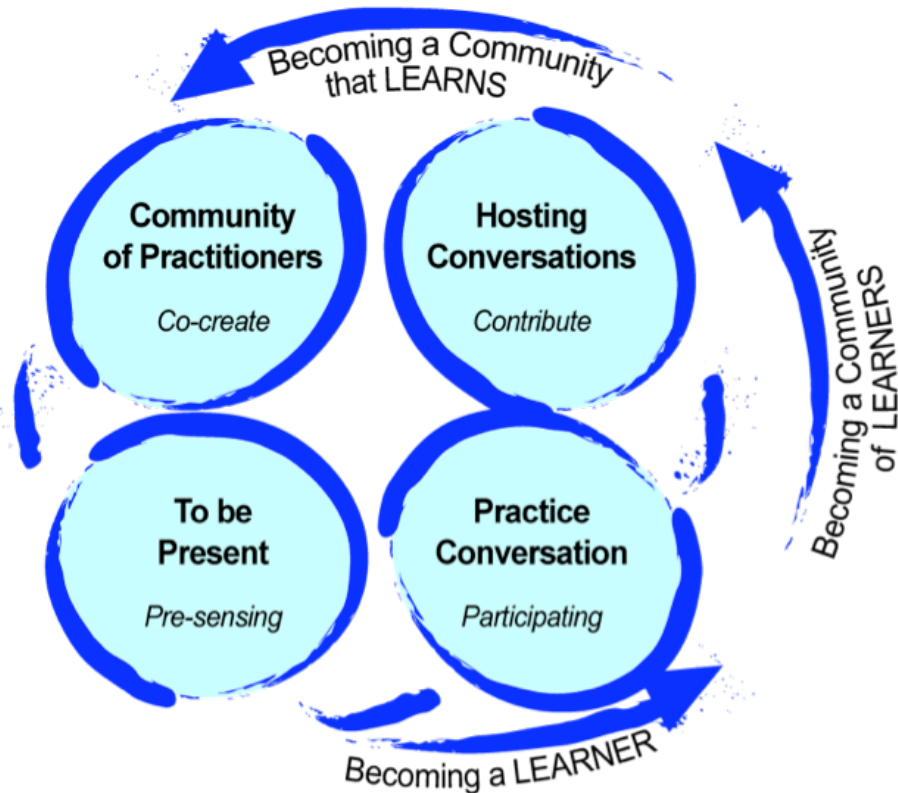 Becoming a Community
that LEARNS
Community
of Practitioners
Co-create
Hosting
Conversations
Contribute
Becoming a Community
of LEARNERS
To be
Present
Pre-sensing
Practice
Conversation
Participating
Becoming a LEARNER